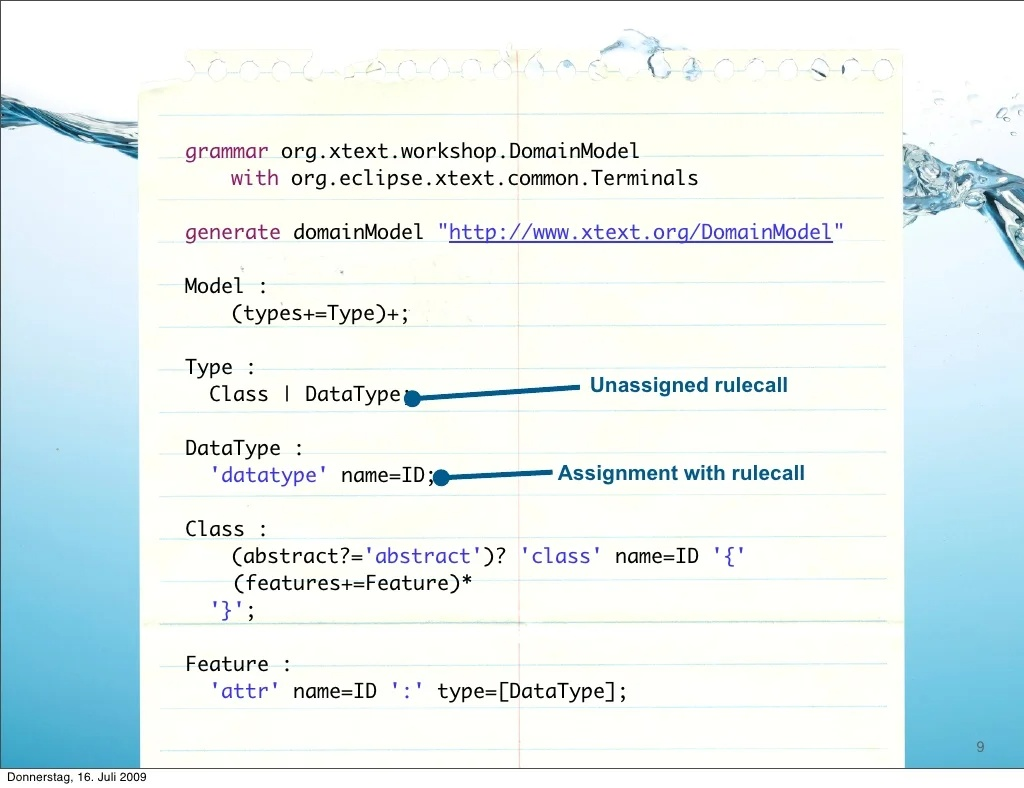 grammar org.xtext.workshop.DomainModel
with org.eclipse.xtext.common.Terminals
generate domainModel "http://www.xtext.org/DomainModel"
Model :
(types+=Type)+;
Type :
Class | DataType;
Unassigned rulecall
DataType :
'datatype' name=ID;
Assignment with rulecall
Class :
(abstract?='abstract')? 'class' name=ID '{'
(features+=Feature)*
'}';
Feature :
'attr' name=ID ':' type=[DataType];
9
Donnerstag, 16. Juli 2009